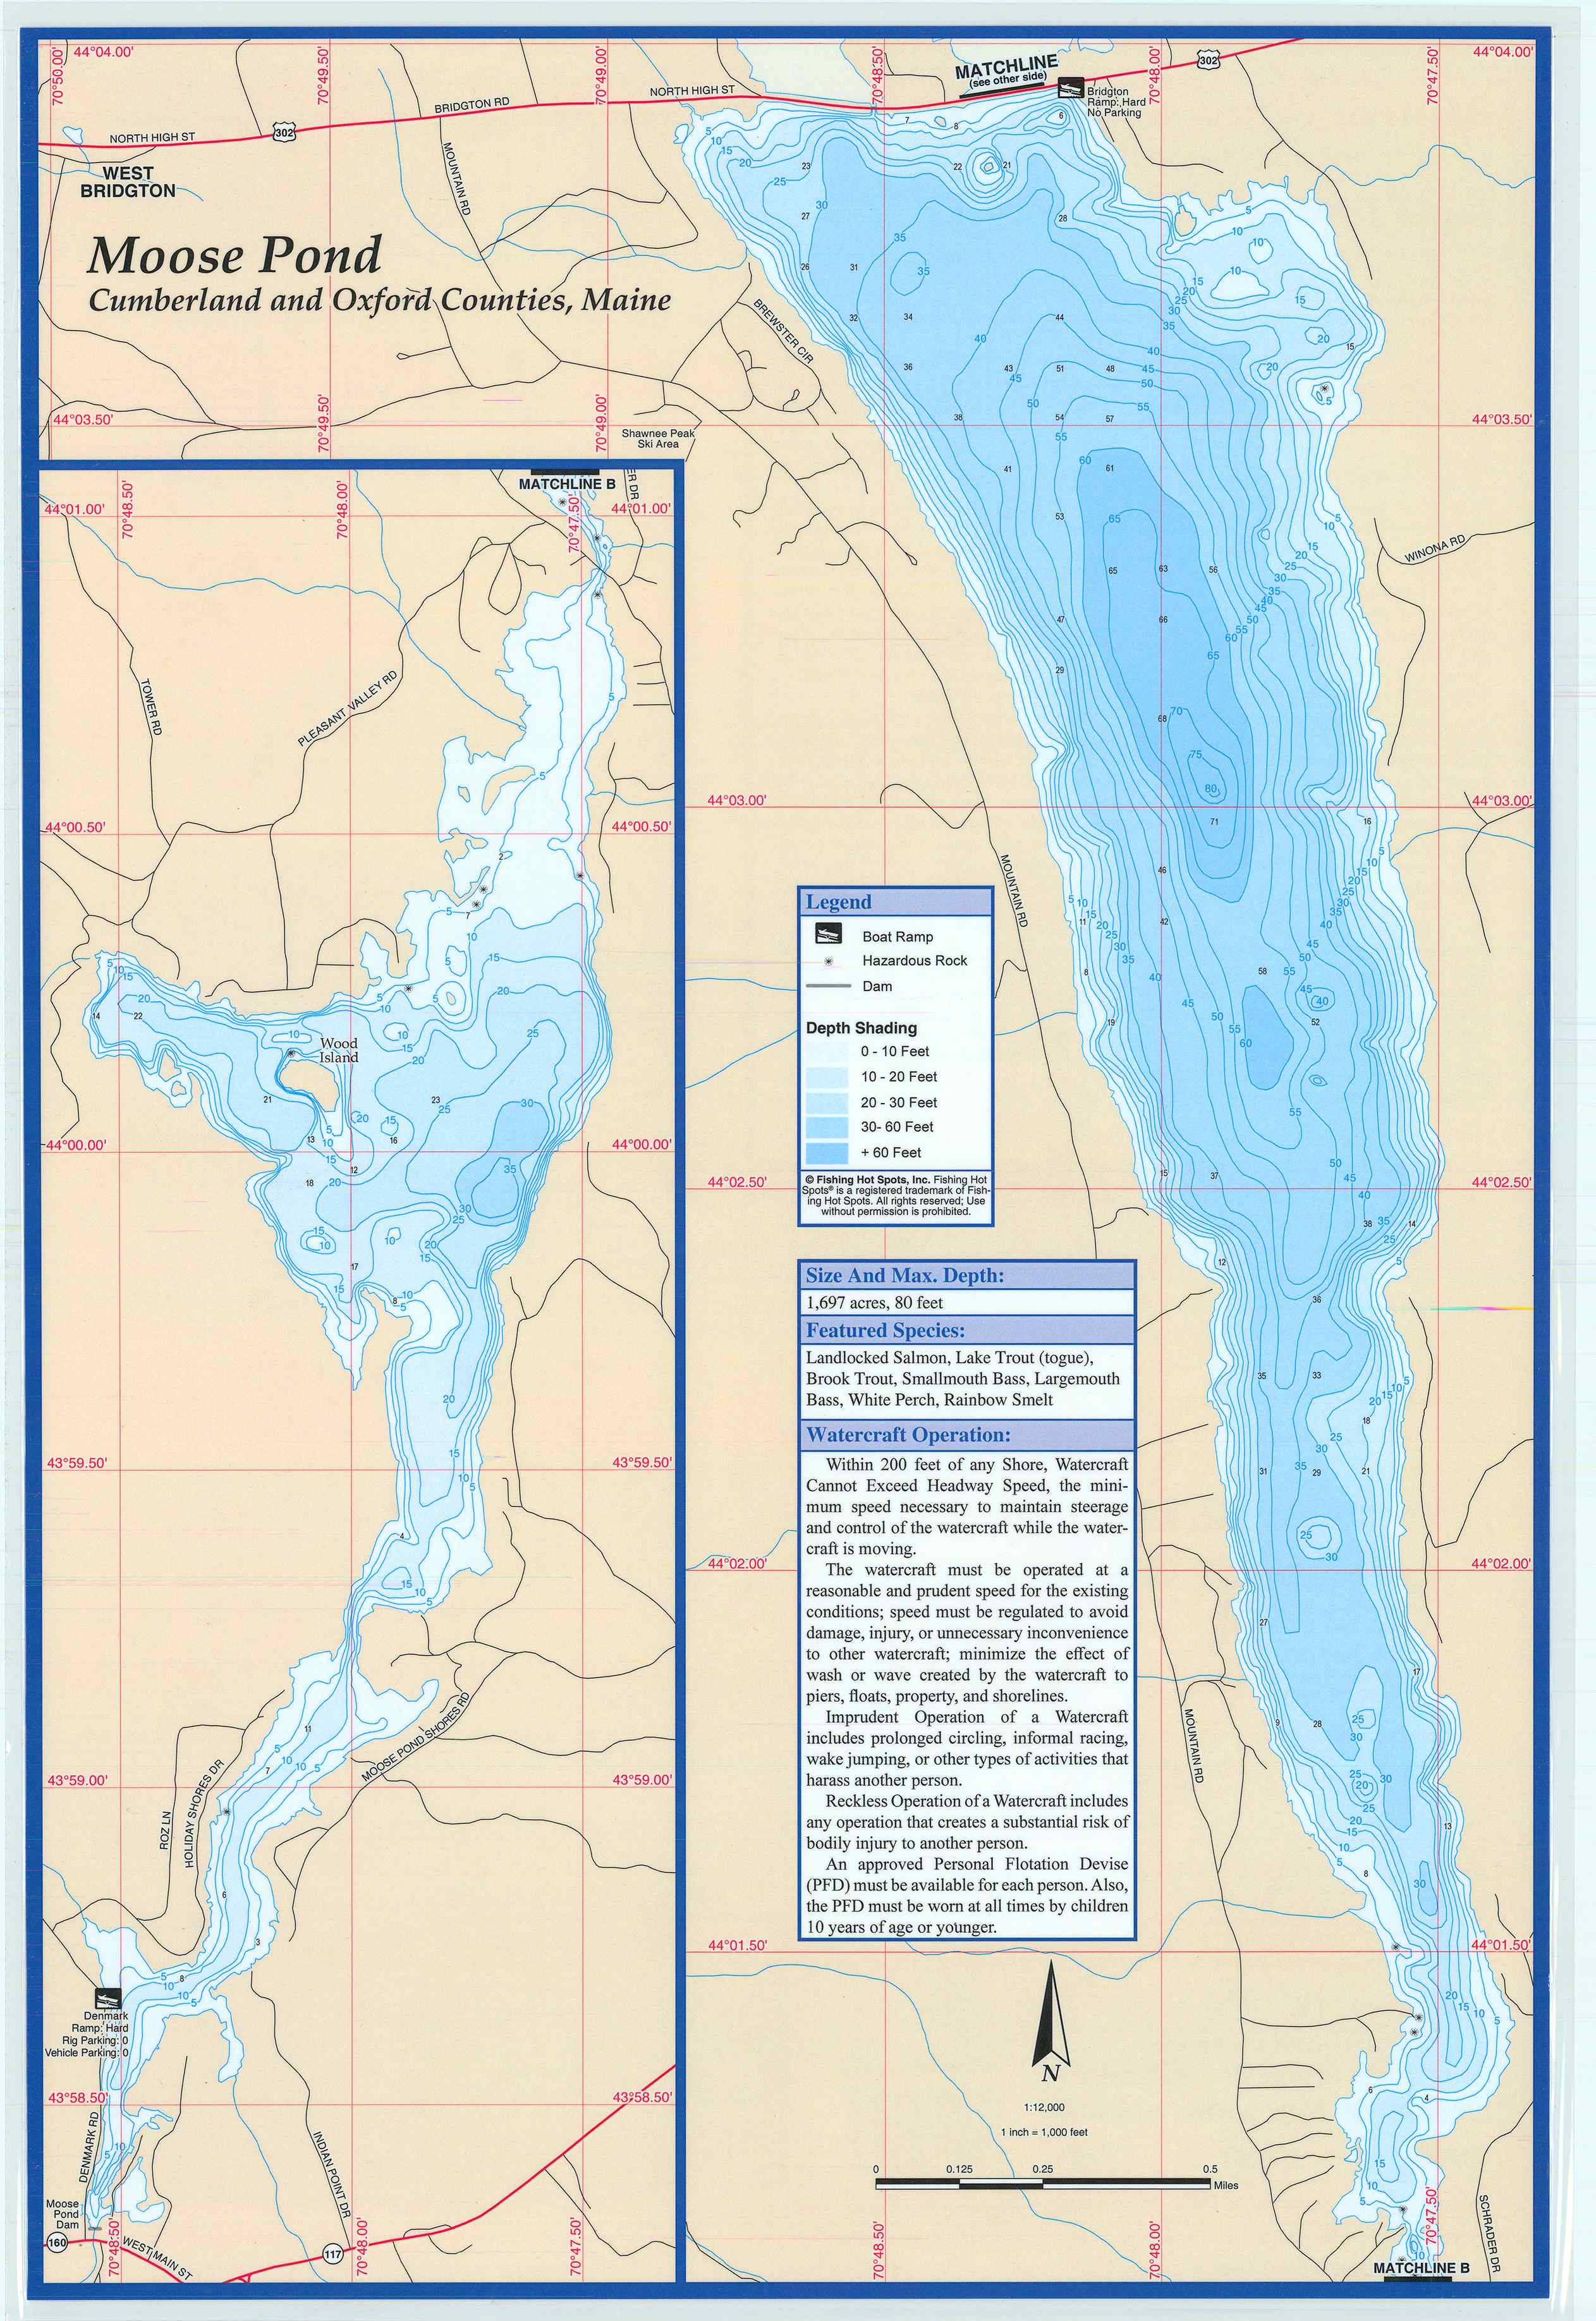 44°04.00'
70°50.00'
70°49.50'
70°49.00'
70°48.50'
70°48.00'
70°47.50'
44°04.00'
MATCHLINE
(see other side)
302
Bridgton
Ramp: Hard
No Parking
NORTH HIGH ST
BRIDGTON RD
NORTH HIGH ST
302
WEST
BRIDGTON
MOUNTAIN RD
Moose Pond
Cumberland and Oxford Counties, Maine
BREWSTER CIR
44°03.50'
70°49.50'
70°49.00'
44°03.50'
Shawnee Peak
Ski Area
WINONA RD
44°03.00'
44°03.00'
MOUNTAIN RD
Legend
Boat Ramp
Hazardous Rock
Dam
Depth Shading
0 - 10 Feet
10 - 20 Feet
20 - 30 Feet
30- 60 Feet
+ 60 Feet
© Fishing Hot Spots, Inc. Fishing Hot
Spots® is a registered trademark of Fish-
ing Hot Spots. All rights reserved; Use
without permission is prohibited.
44°02.50'
44°02.50'
Size And Max. Depth:
1,697 acres, 80 feet
Featured Species:
Landlocked Salmon, Lake Trout (togue),
Brook Trout, Smallmouth Bass, Largemouth
Bass, White Perch, Rainbow Smelt
Watercraft Operation:
Within 200 feet of any Shore, Watercraft
Cannot Exceed Headway Speed, the mini-
mum speed necessary to maintain steerage
and control of the watercraft while the water-
craft is moving.
The watercraft must be operated at a
reasonable and prudent speed for the existing
conditions; speed must be regulated to avoid
damage, injury, or unnecessary inconvenience
to other watercraft; minimize the effect of
wash or wave created by the watercraft to
piers, floats, property, and shorelines.
Imprudent Operation of a Watercraft
includes prolonged circling, informal racing,
wake jumping, or other types of activities that
harass another person.
Reckless Operation of a Watercraft includes
any operation that creates a substantial risk of
bodily injury to another person.
An approved Personal Flotation Devise
(PFD) must be available for each person. Also,
the PFD must be worn at all times by children
10 years of age or younger.
44°02.00'
44°02.00'
MOUNTAIN RD
44°01.50'
44°01.50'
N
1:12,000
1 inch = 1,000 feet
0
0.125
0.25
0.5
Miles
70°48.50'
70°48.00'
70°47.50'
SCHRADER DR
MATCHLINE B
MATCHLINE B
ER DR
44°01.00'
70°48.50'
70°48.00'
70°47.50'
44°01.00'
TOWER RD
PLEASANT VALLEY RD
44°00.50'
44°00.50'
Wood
Island
44°00.00'
44°00.00'
43°59.50'
43°59.50'
MOOSE POND SHORES RD
43°59.00'
43°59.00'
ROZ LN
HOLIDAY SHORES DR
Denmark
Ramp: Hard
Rig Parking: 0
Vehicle Parking: 0
43°58.50'
43°58.50'
DENMARK RD
INDIAN POINT DR
Moose
Pond
Dam
160
WEST MAIN ST
117
70°48.50'
70°48.00'
70°47.50'